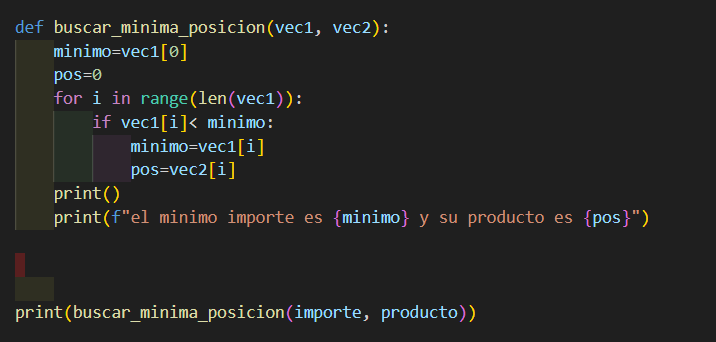 def buscar_minima_posicion(vec1, vec2):
    minimo=vec1[0]
    pos=0
    for i in range(len(vec1)):
        if vec1[i]< minimo:
            minimo=vec1[i]
            pos=vec2[i]
    print()
    print(f"el minimo importe es {minimo} y su producto es {pos}")
print(buscar_minima_posicion(importe, producto))